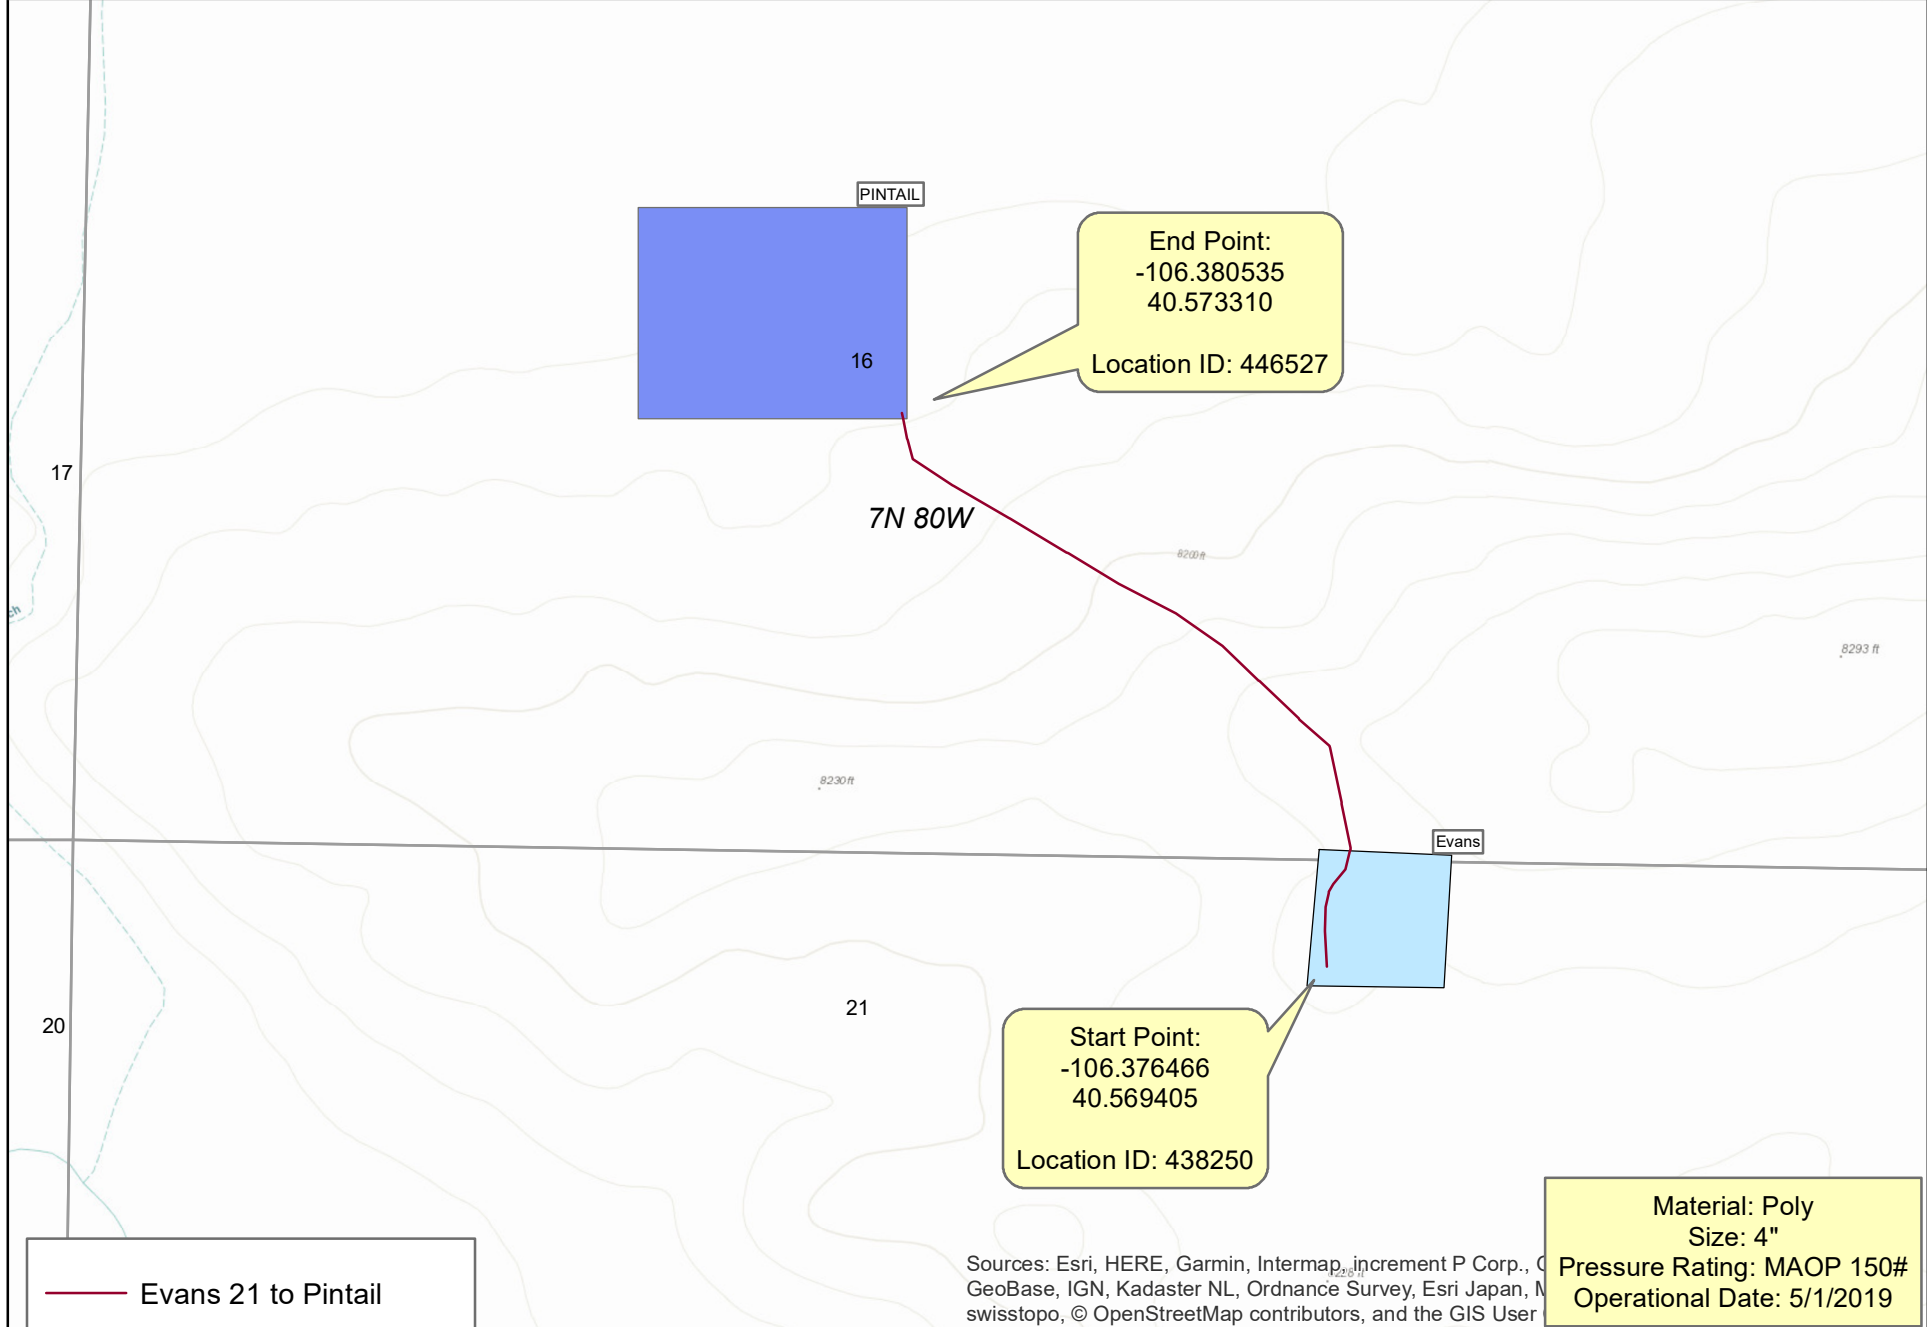 PINTAIL
End Point:
-106.380535
40.573310
Location ID: 446527
16
17
7N 80W
8200 ft
8293 ft
8230 ft
Evans
21
20
Start Point:
-106.376466
40.569405
Location ID: 438250
Material: Poly
Size: 4"
Pressure Rating: MAOP 150#
Operational Date: 5/1/2019
Evans 21 to Pintail
Sources: Esri, HERE, Garmin, Intermap, increment P Corp.,
GeoBase, IGN, Kadaster NL, Ordnance Survey, Esri Japan,
swisstopo, © OpenStreetMap contributors, and the GIS User